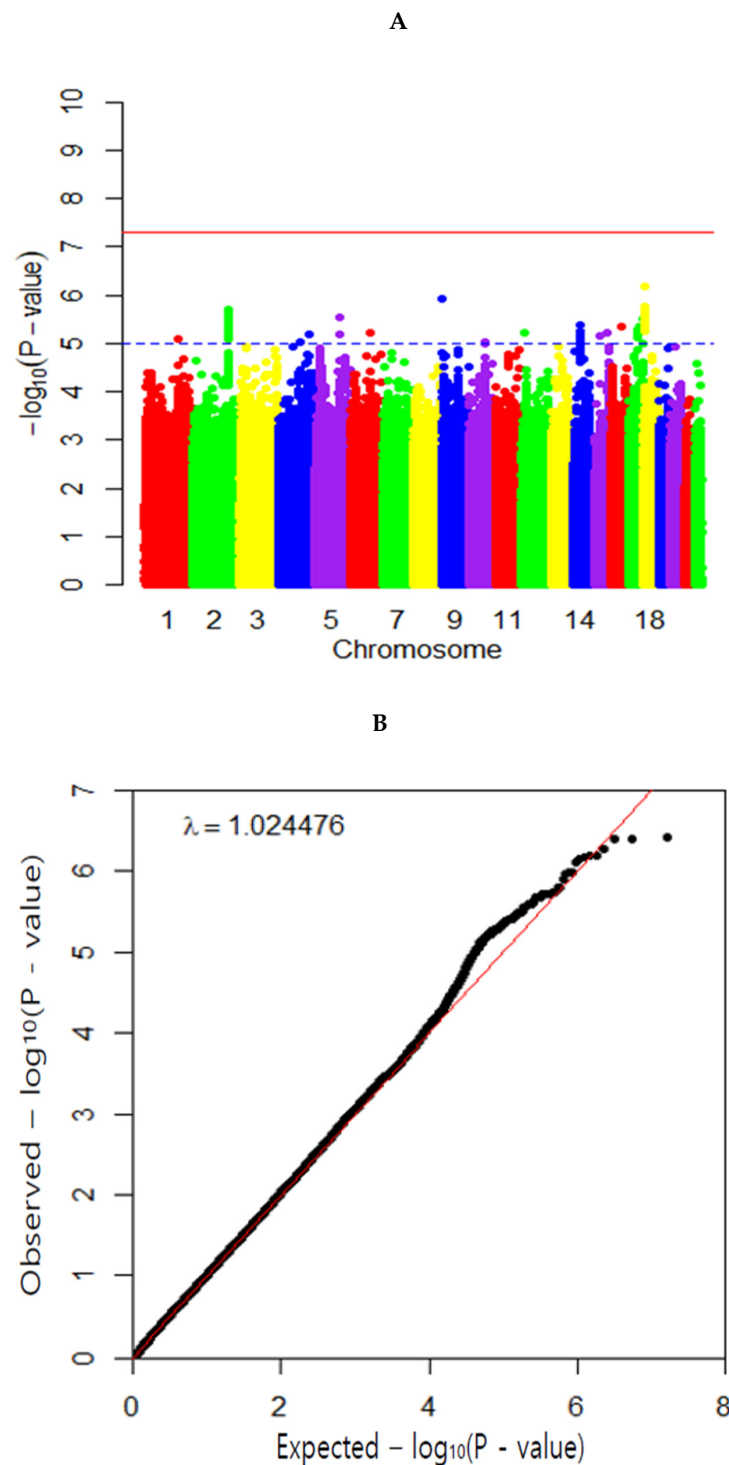 A
10
9
8
7
6
5
4
3
2
1
0
−log10(P − value)
1 2 3 5 7 9 11 14 18
Chromosome
B
λ = 1.024476
7
6
5
4
3
2
1
0
Observed − log10(P - value)
0 2 4 6 8
Expected − log10(P - value)